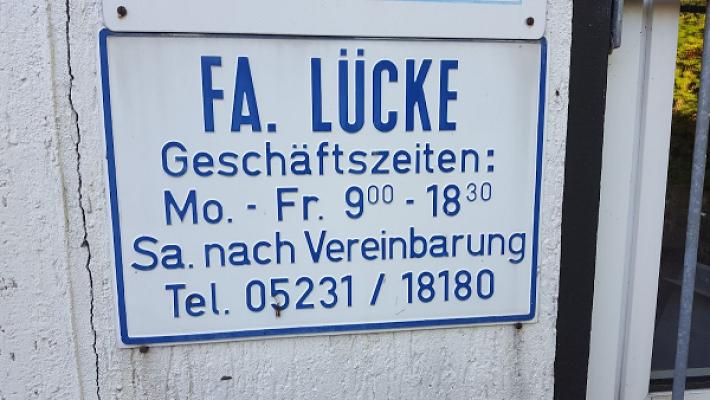 FA. LÜCKE
Geschäftszeiten:
Mo. - Fr. 9⁰⁰ - 18³⁰
Sa. nach Vereinbarung
Tel. 05231 / 18180